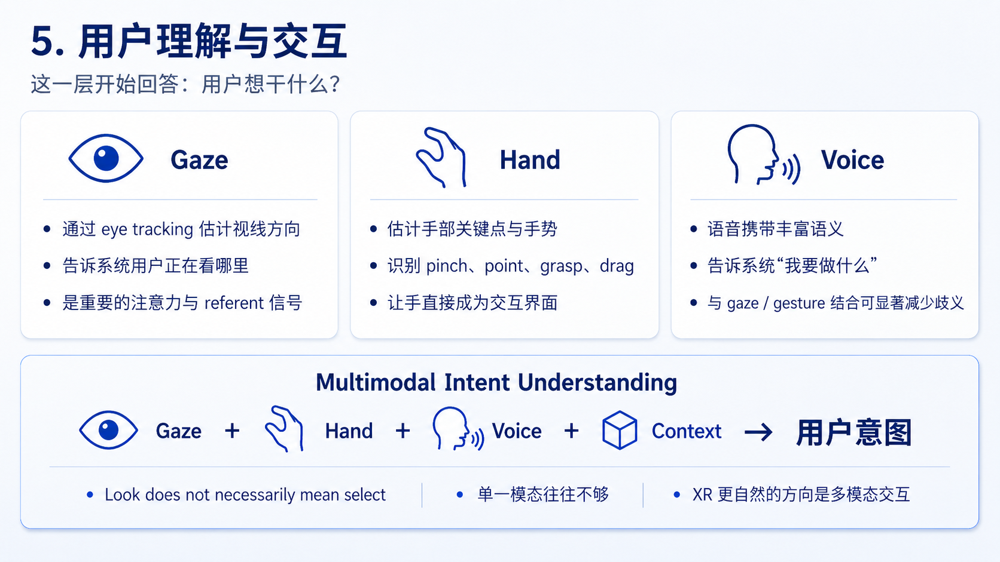 5. 用户理解与交互
这一层开始回答：用户想干什么？
Gaze
• 通过 eye tracking 估计视线方向
• 告诉系统用户正在看哪里
• 是重要的注意力与 referent 信号
Hand
• 估计手部关键点与手势
• 识别 pinch、point、grasp、drag
• 让手直接成为交互界面
Voice
• 语音携带丰富语义
• 告诉系统“我要做什么”
• 与 gaze / gesture 结合可显著减少歧义
Multimodal Intent Understanding
Gaze + Hand + Voice + Context → 用户意图
• Look does not necessarily mean select
• 单一模态往往不够
• XR 更自然的方向是多模态交互